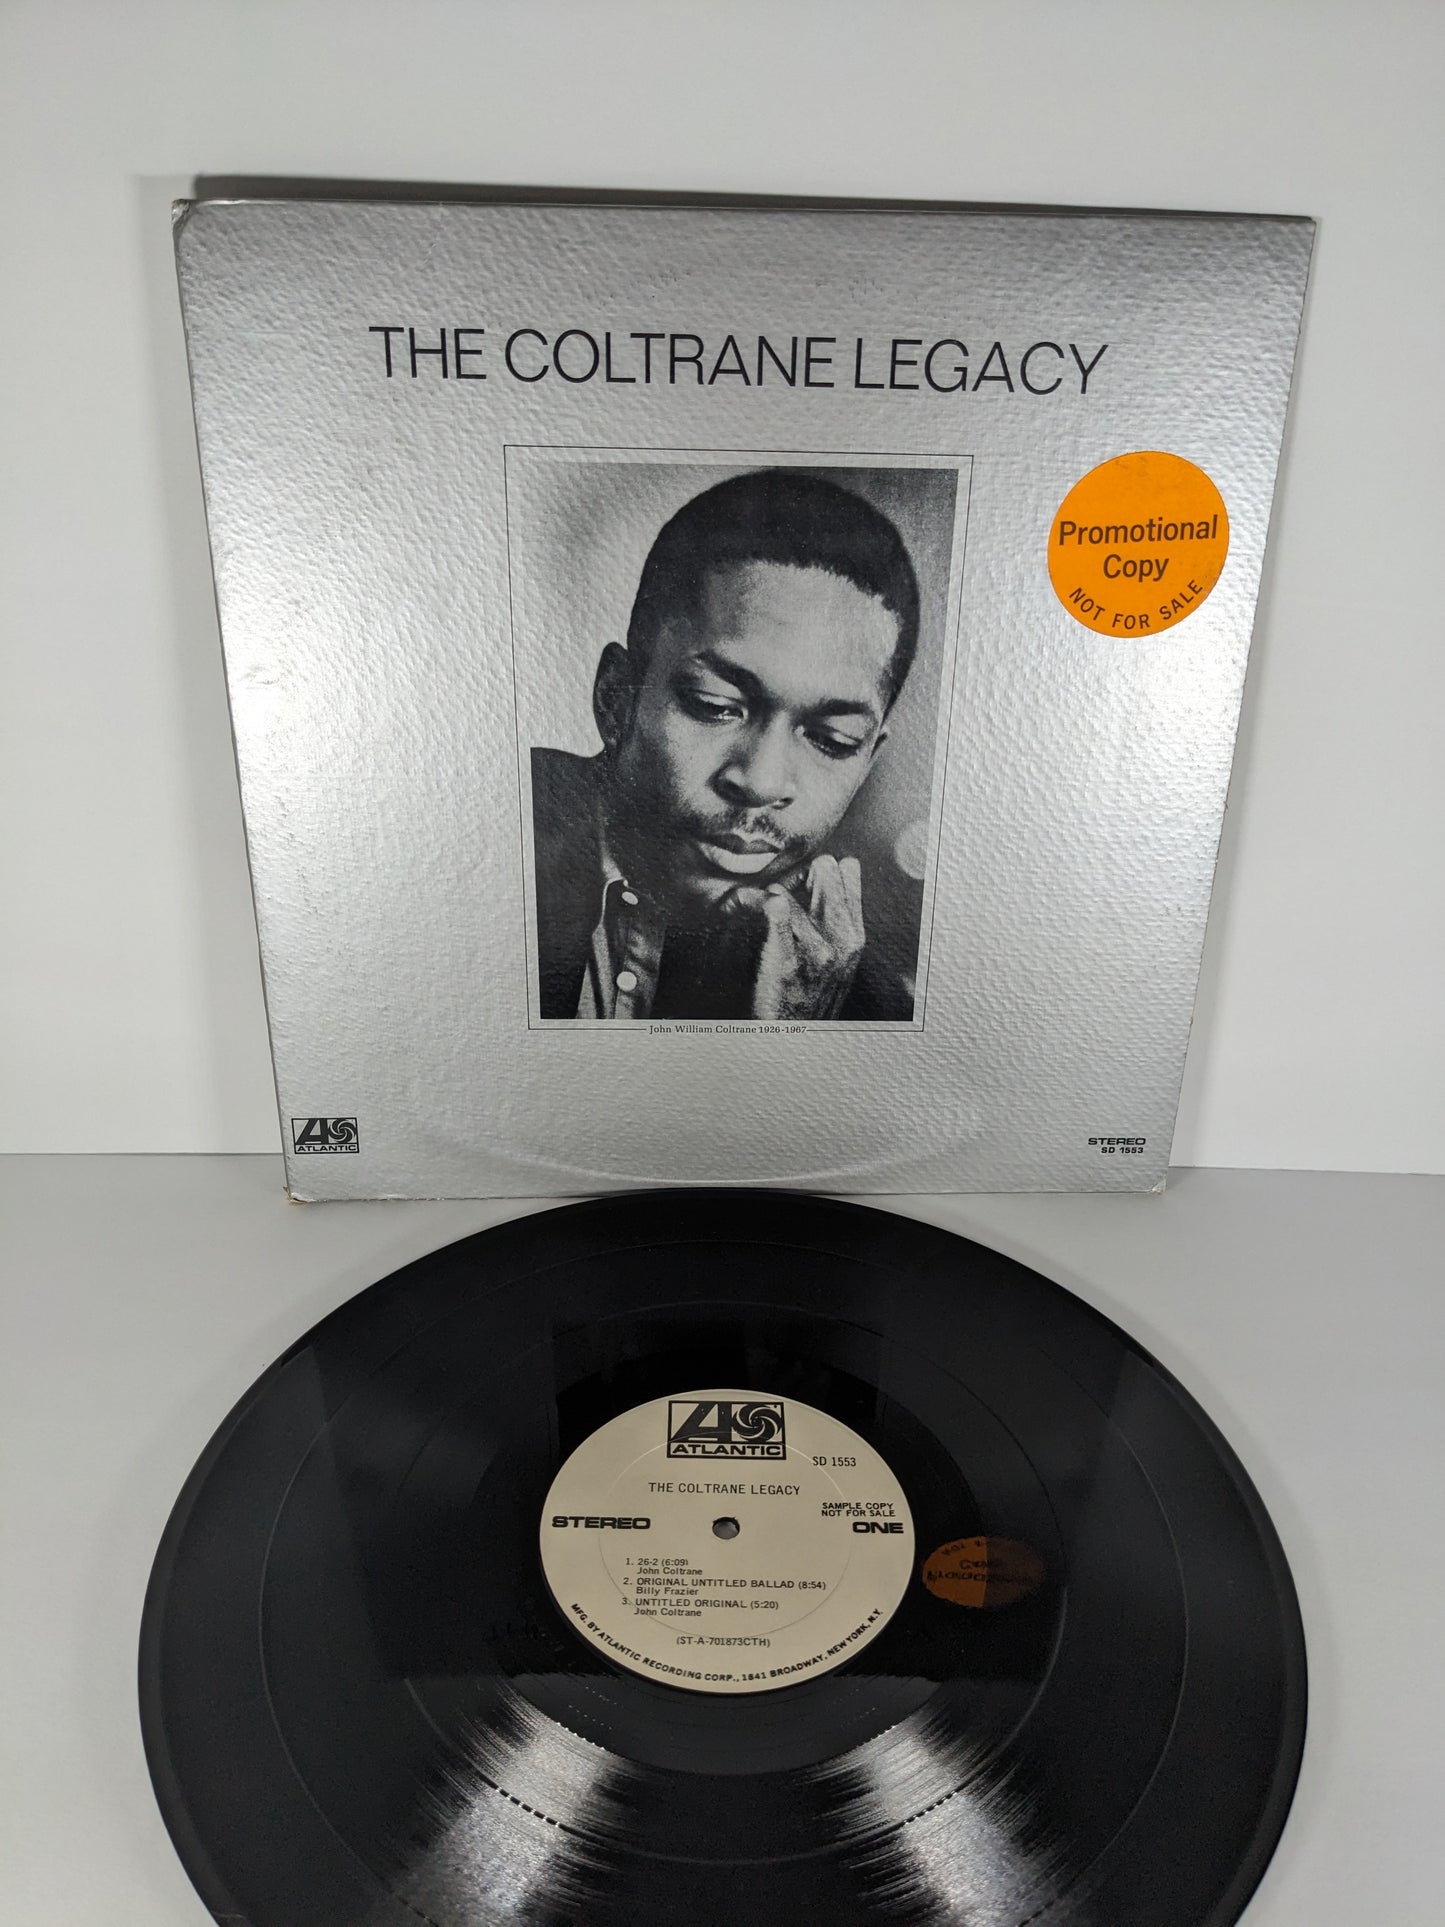 THE COLTRANE LEGACY
Promotional
Copy
NOT FOR SALE
John William Coltrane 1926-1967
ATLANTIC
STEREO
SD 1553
ATLANTIC
SD 1553
THE COLTRANE LEGACY
SAMPLE COPY
NOT FOR SALE
STEREO
ONE
1. 26-2 (6:09)
John Coltrane
2. ORIGINAL UNTITLED BALLAD (8:54)
Billy Frazier
3. UNTITLED ORIGINAL (5:20)
John Coltrane
(ST-A-701873CTH)
MFG. BY ATLANTIC RECORDING CORP., 1841 BROADWAY, NEW YORK, N.Y.